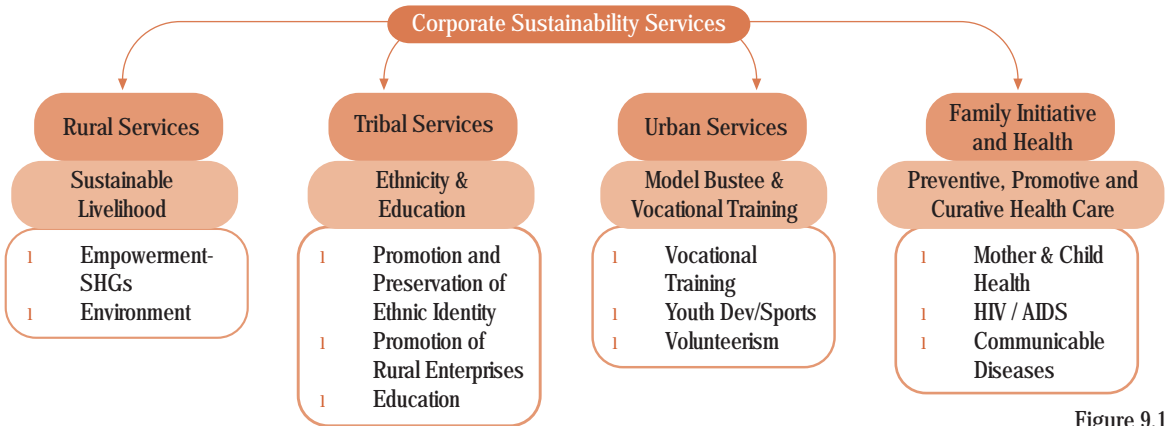 Corporate Sustainability Services
Rural Services
Sustainable
Livelihood
l Empowerment-
SHGs
l Environment
Tribal Services
Ethnicity &
Education
l Promotion and
Preservation of
Ethnic Identity
l Promotion of
Rural Enterprises
l Education
Urban Services
Model Bustee &
Vocational Training
l Vocational
Training
l Youth Dev/Sports
l Volunteerism
Family Initiative
and Health
Preventive, Promotive and
Curative Health Care
l Mother & Child
Health
l HIV / AIDS
l Communicable
Diseases
Figure 9.1